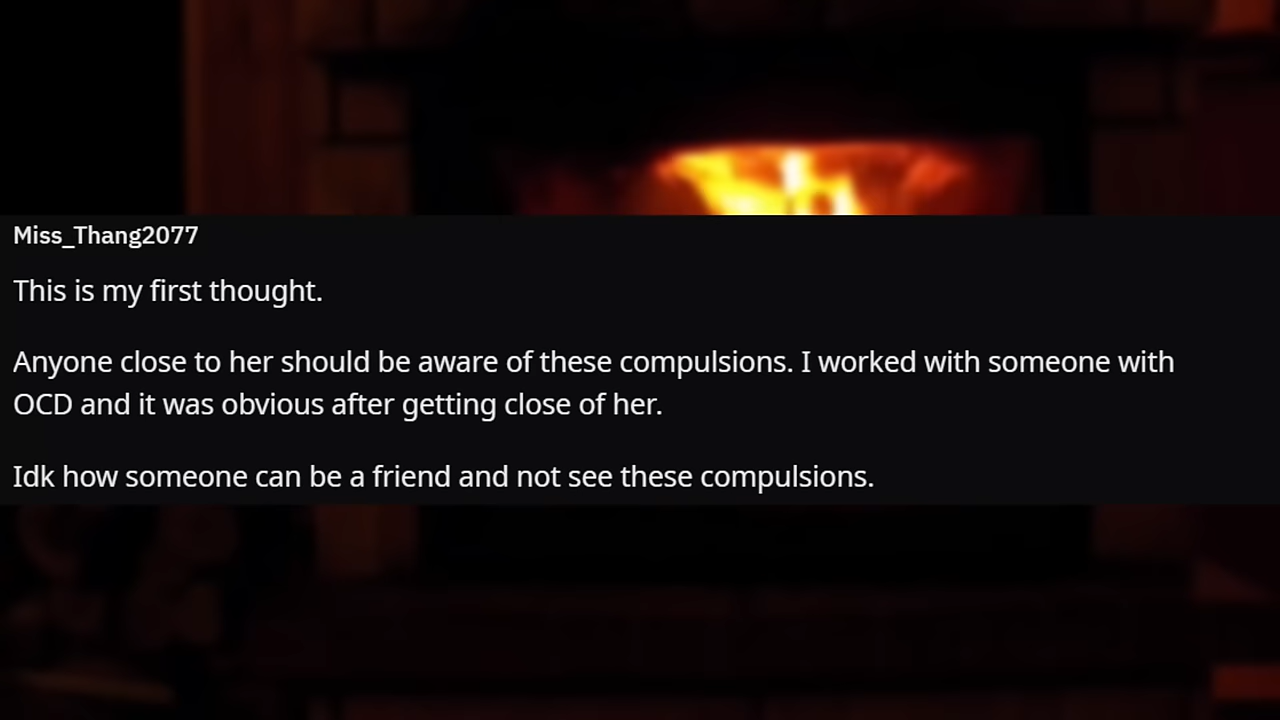 Miss_Thang2077
This is my first thought.
Anyone close to her should be aware of these compulsions. I worked with someone with
OCD and it was obvious after getting close of her.
Idk how someone can be a friend and not see these compulsions.